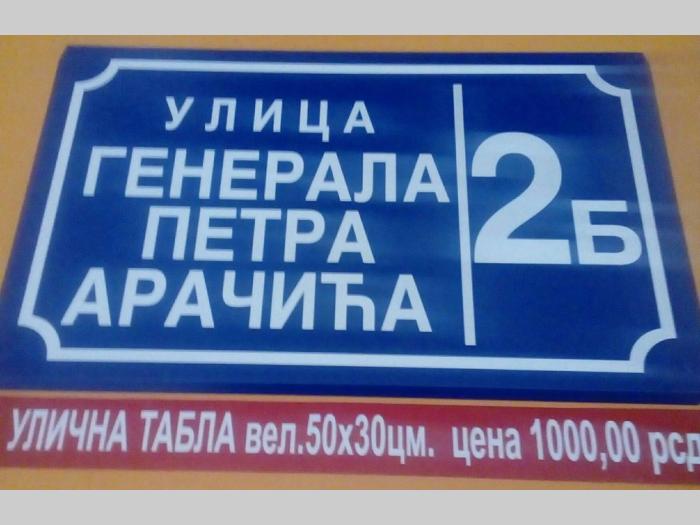 УЛИЦА
ГЕНЕРАЛА
ПЕТРА
АРАЧИЋА
2Б
УЛИЧНА ТАБЛА вел.50x30цм. цена 1000,00 рсд